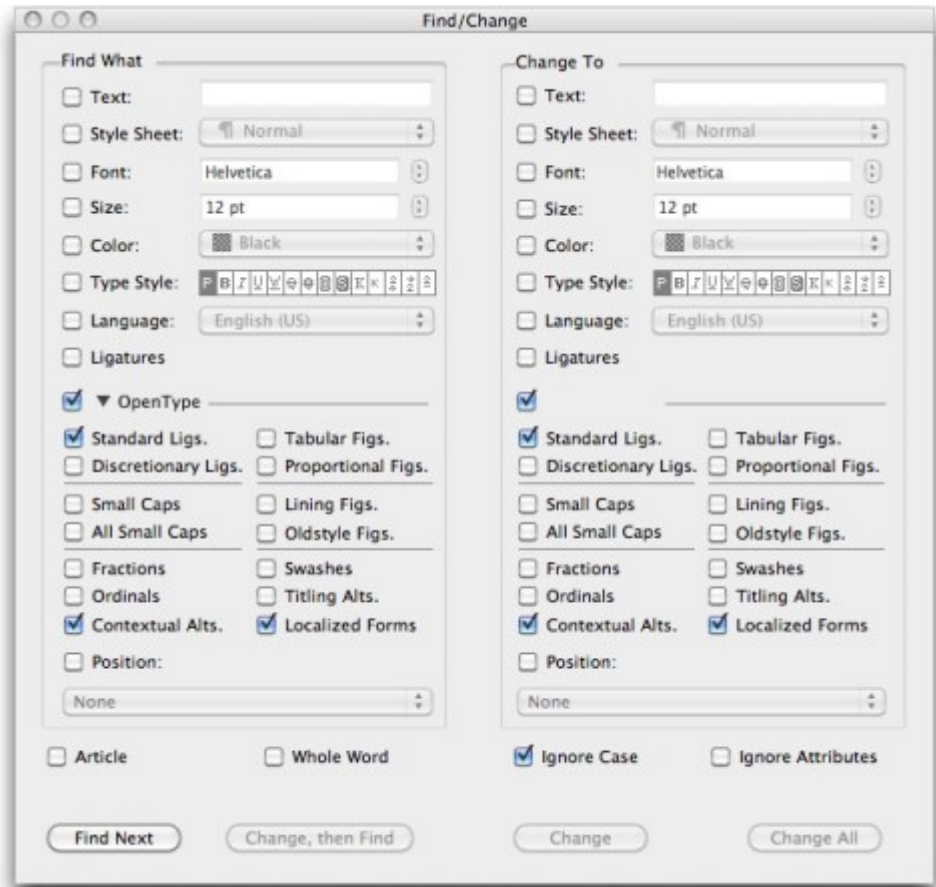 Find/Change
Find What
Text:
Style Sheet: ¶ Normal
Font: Helvetica
Size: 12 pt
Color: Black
Type Style: P B I U
Language: English (US)
Ligatures
▼ OpenType
Standard Ligs. Tabular Figs.
Discretionary Ligs. Proportional Figs.
Small Caps Lining Figs.
All Small Caps Oldstyle Figs.
Fractions Swashes
Ordinals Titling Alts.
Contextual Alts. Localized Forms
Position:
None
Change To
Text:
Style Sheet: ¶ Normal
Font: Helvetica
Size: 12 pt
Color: Black
Type Style: P B I U
Language: English (US)
Ligatures
Standard Ligs. Tabular Figs.
Discretionary Ligs. Proportional Figs.
Small Caps Lining Figs.
All Small Caps Oldstyle Figs.
Fractions Swashes
Ordinals Titling Alts.
Contextual Alts. Localized Forms
Position:
None
Article Whole Word Ignore Case Ignore Attributes
Find Next Change, then Find Change Change All